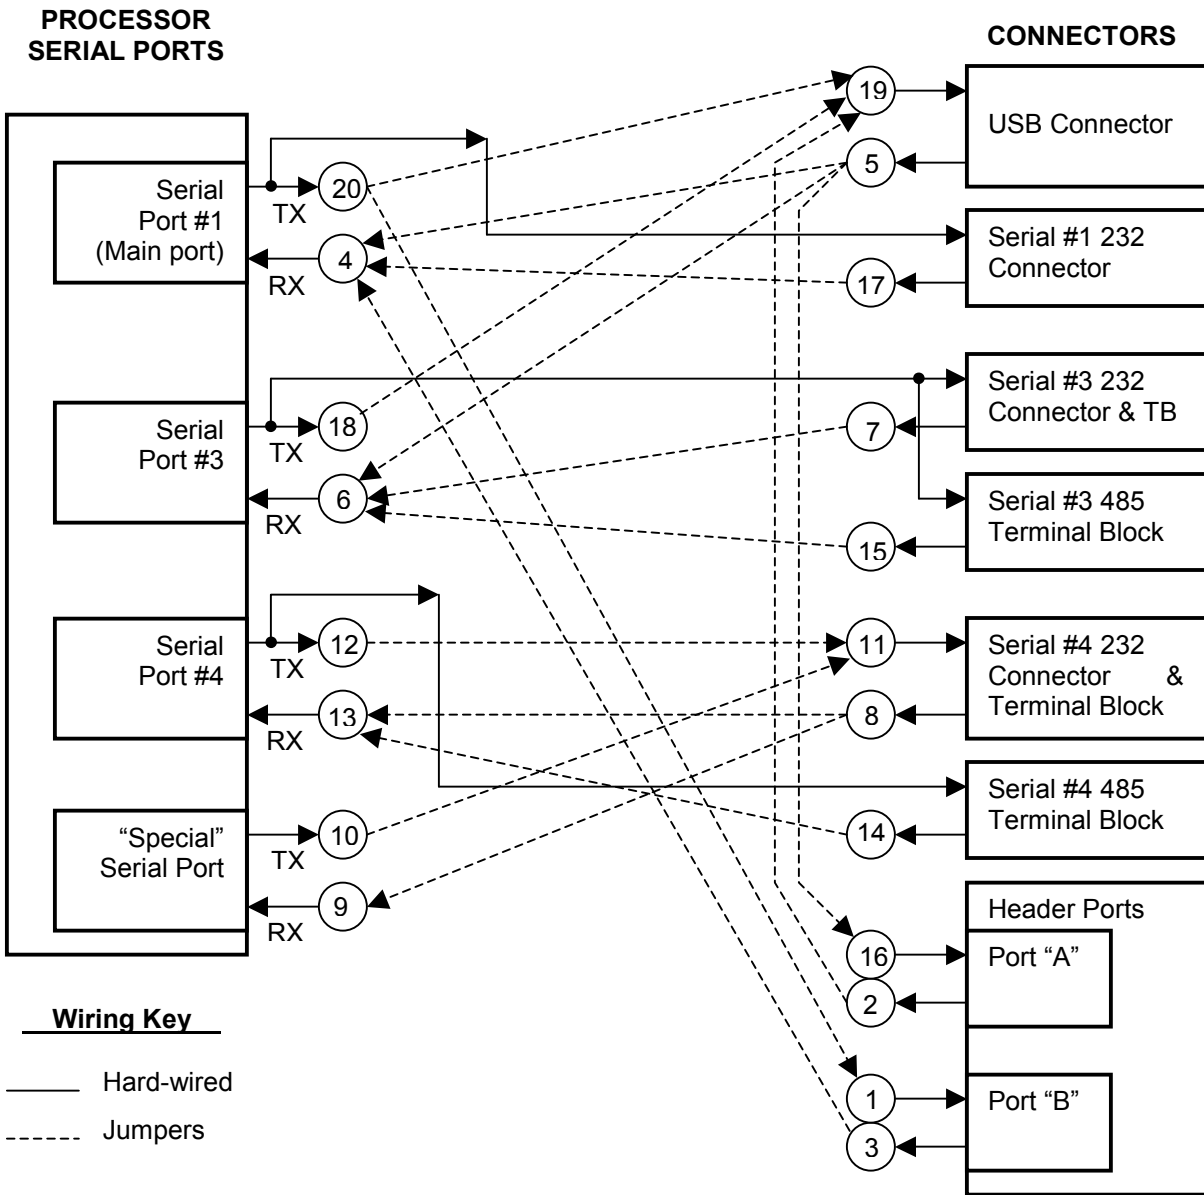 PROCESSOR
SERIAL PORTS
CONNECTORS
Serial
Port #1
(Main port)
TX
20
RX
4
Serial
Port #3
TX
18
RX
6
Serial
Port #4
TX
12
RX
13
“Special”
Serial Port
TX
10
RX
9
19
5
USB Connector
17
Serial #1 232
Connector
7
Serial #3 232
Connector & TB
15
Serial #3 485
Terminal Block
11
8
Serial #4 232
Connector &
Terminal Block
14
Serial #4 485
Terminal Block
Header Ports
16
2
Port “A”
1
3
Port “B”
Wiring Key
Hard-wired
Jumpers